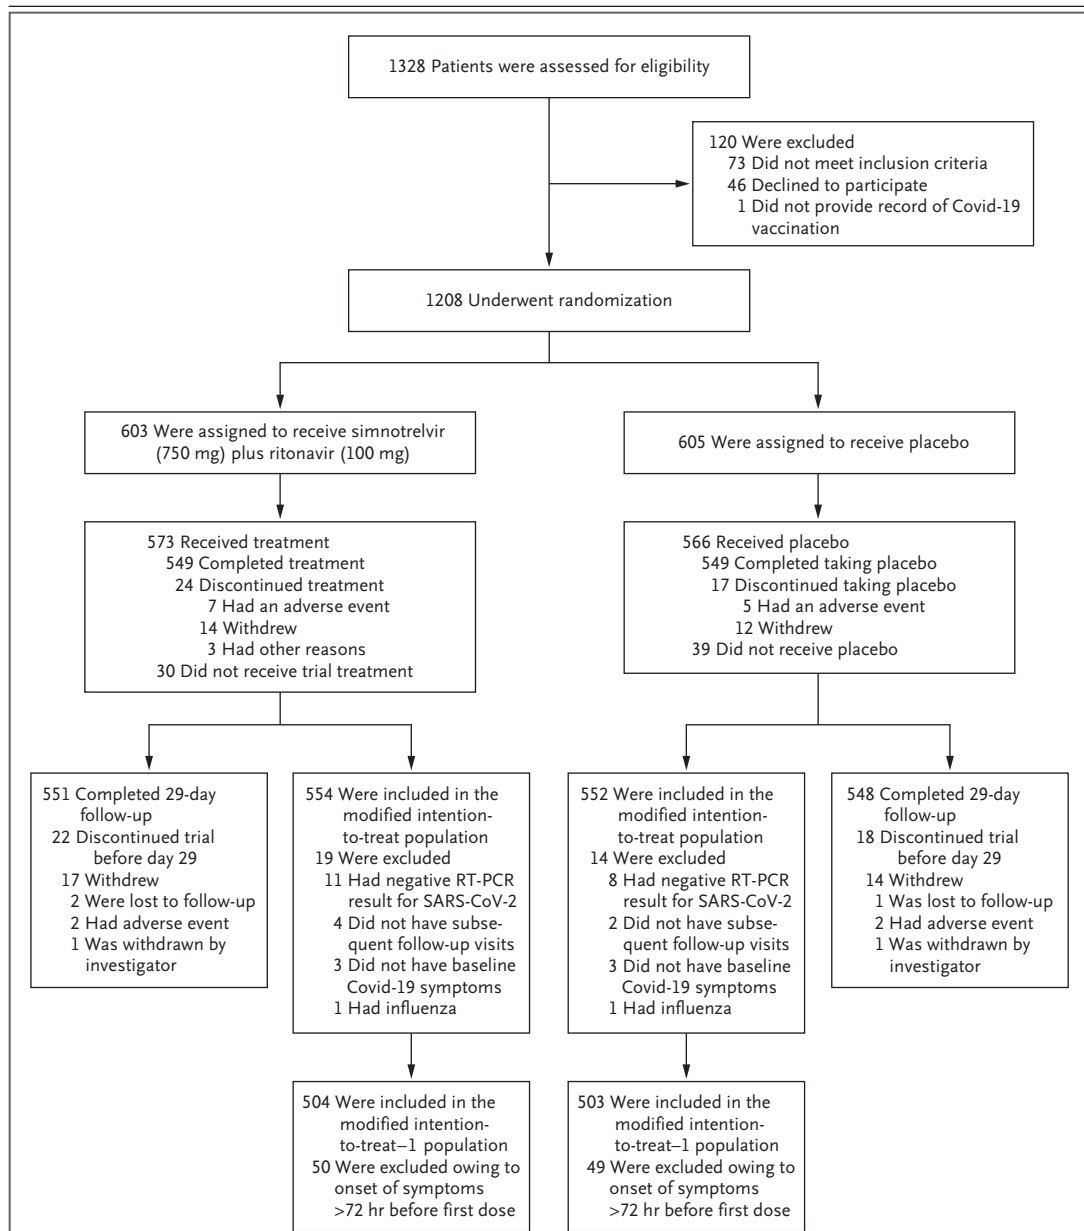 1328 Patients were assessed for eligibility
120 Were excluded
73 Did not meet inclusion criteria
46 Declined to participate
1 Did not provide record of Covid-19
vaccination
1208 Underwent randomization
603 Were assigned to receive simnotrelvir
(750 mg) plus ritonavir (100 mg)
605 Were assigned to receive placebo
573 Received treatment
549 Completed treatment
24 Discontinued treatment
7 Had an adverse event
14 Withdrew
3 Had other reasons
30 Did not receive trial treatment
566 Received placebo
549 Completed taking placebo
17 Discontinued taking placebo
5 Had an adverse event
12 Withdrew
39 Did not receive placebo
551 Completed 29-day
follow-up
22 Discontinued trial
before day 29
17 Withdrew
2 Were lost to follow-up
2 Had adverse event
1 Was withdrawn by
investigator
554 Were included in the
modified intention-
to-treat population
19 Were excluded
11 Had negative RT-PCR
result for SARS-CoV-2
4 Did not have subse-
quent follow-up visits
3 Did not have baseline
Covid-19 symptoms
1 Had influenza
552 Were included in the
modified intention-
to-treat population
14 Were excluded
8 Had negative RT-PCR
result for SARS-CoV-2
2 Did not have subse-
quent follow-up visits
3 Did not have baseline
Covid-19 symptoms
1 Had influenza
548 Completed 29-day
follow-up
18 Discontinued trial
before day 29
14 Withdrew
1 Was lost to follow-up
2 Had adverse event
1 Was withdrawn by
investigator
504 Were included in the
modified intention-
to-treat–1 population
50 Were excluded owing to
onset of symptoms
>72 hr before first dose
503 Were included in the
modified intention-
to-treat–1 population
49 Were excluded owing to
onset of symptoms
>72 hr before first dose